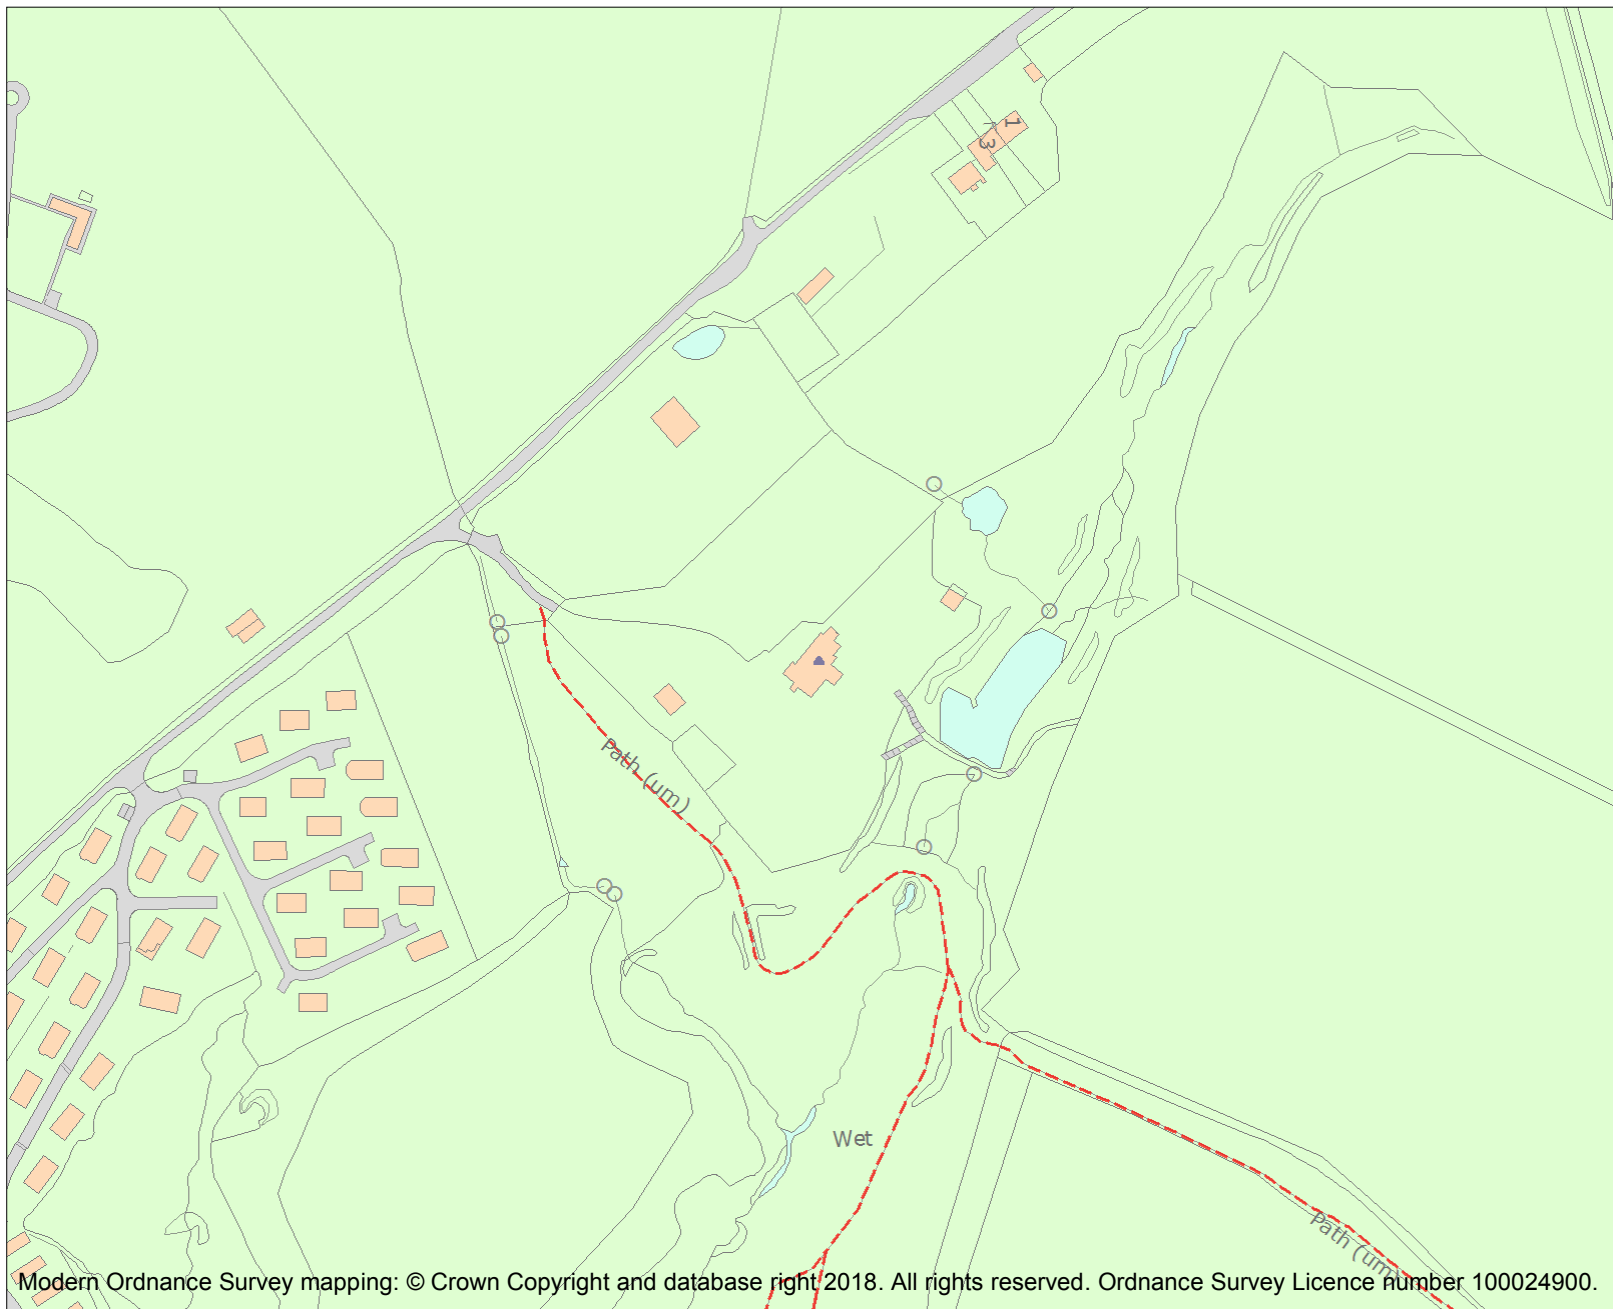 1
3
Path (um)
Wet
Path (um)
Modern Ordnance Survey mapping: © Crown Copyright and database right 2018. All rights reserved. Ordnance Survey Licence number 100024900.